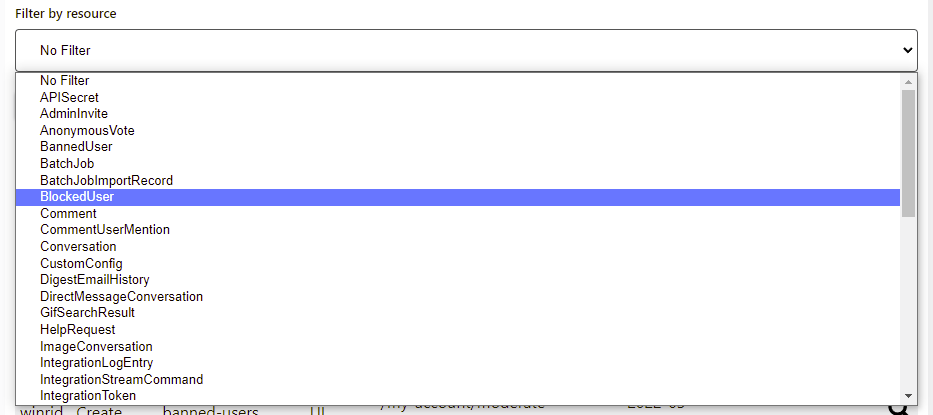 Filter by resource
No Filter
No Filter
APISecret
AdminInvite
AnonymousVote
BannedUser
BatchJob
BatchJobImportRecord
BlockedUser
Comment
CommentUserMention
Conversation
CustomConfig
DigestEmailHistory
DirectMessageConversation
GifSearchResult
HelpRequest
ImageConversation
IntegrationLogEntry
IntegrationStreamCommand
IntegrationToken
winrid Create banned-users UI /my-account/moderate 2022-05